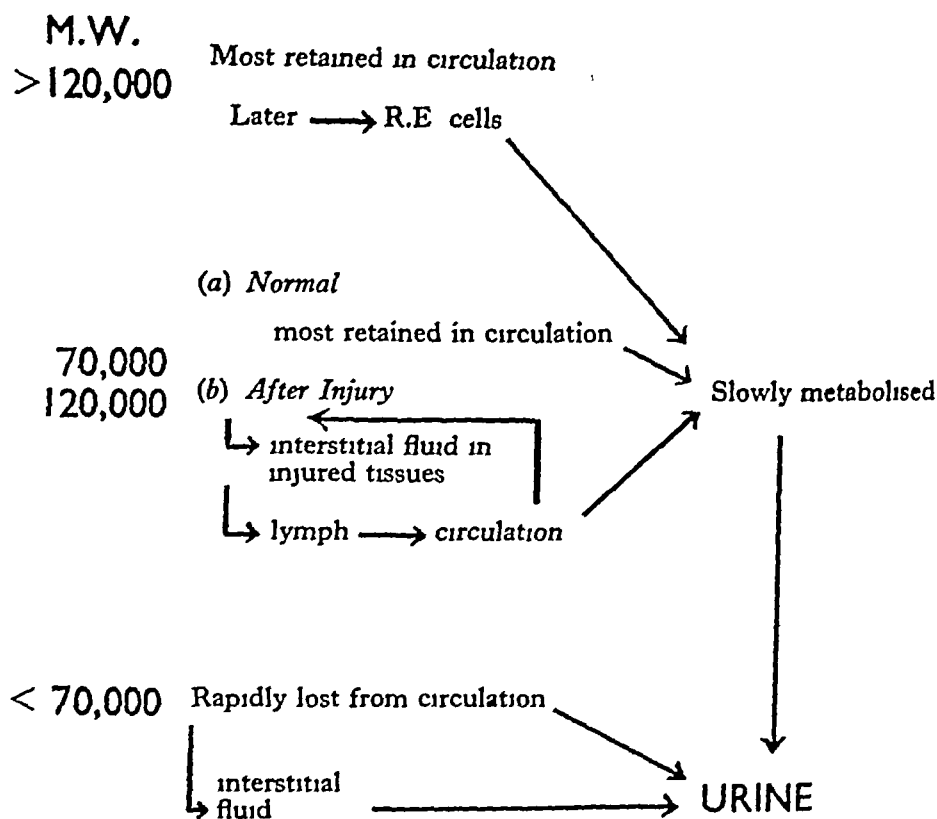 M.W.
>120,000
Most retained in circulation
Later → R.E cells
(a) Normal
most retained in circulation
70,000
120,000
(b) After Injury
Slowly metabolised
interstitial fluid in
injured tissues
lymph → circulation
< 70,000
Rapidly lost from circulation
interstitial
fluid
URINE